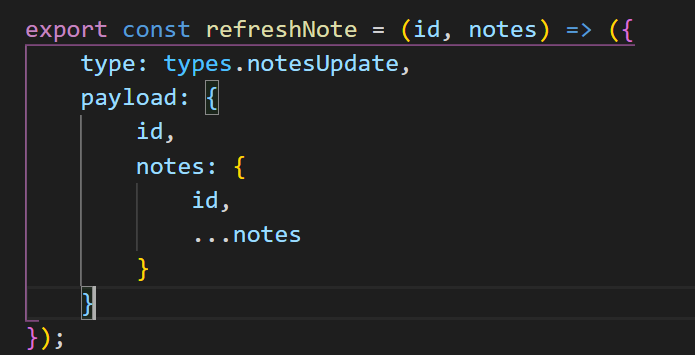 export const refreshNote = (id, notes) => ({
    type: types.notesUpdate,
    payload: {
        id,
        notes: {
            id,
            ...notes
        }
    }
});